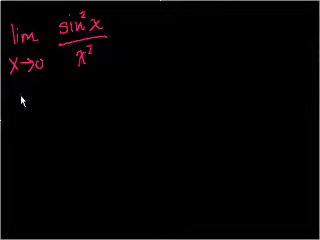 lim sin²x / x²
x→0